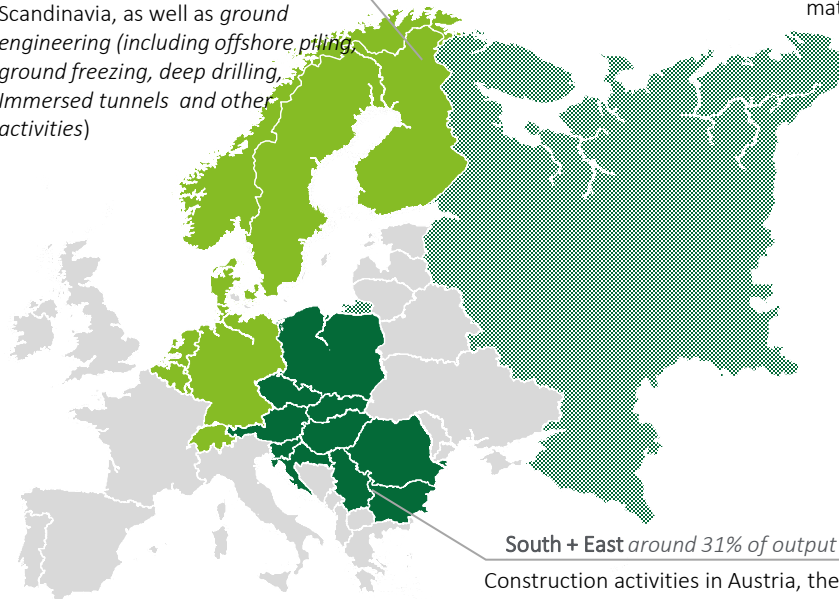 Scandinavia, as well as ground
engineering (including offshore piling,
ground freezing, deep drilling,
Immersed tunnels and other
activities)
mat
South + East around 31% of output
Construction activities in Austria, the